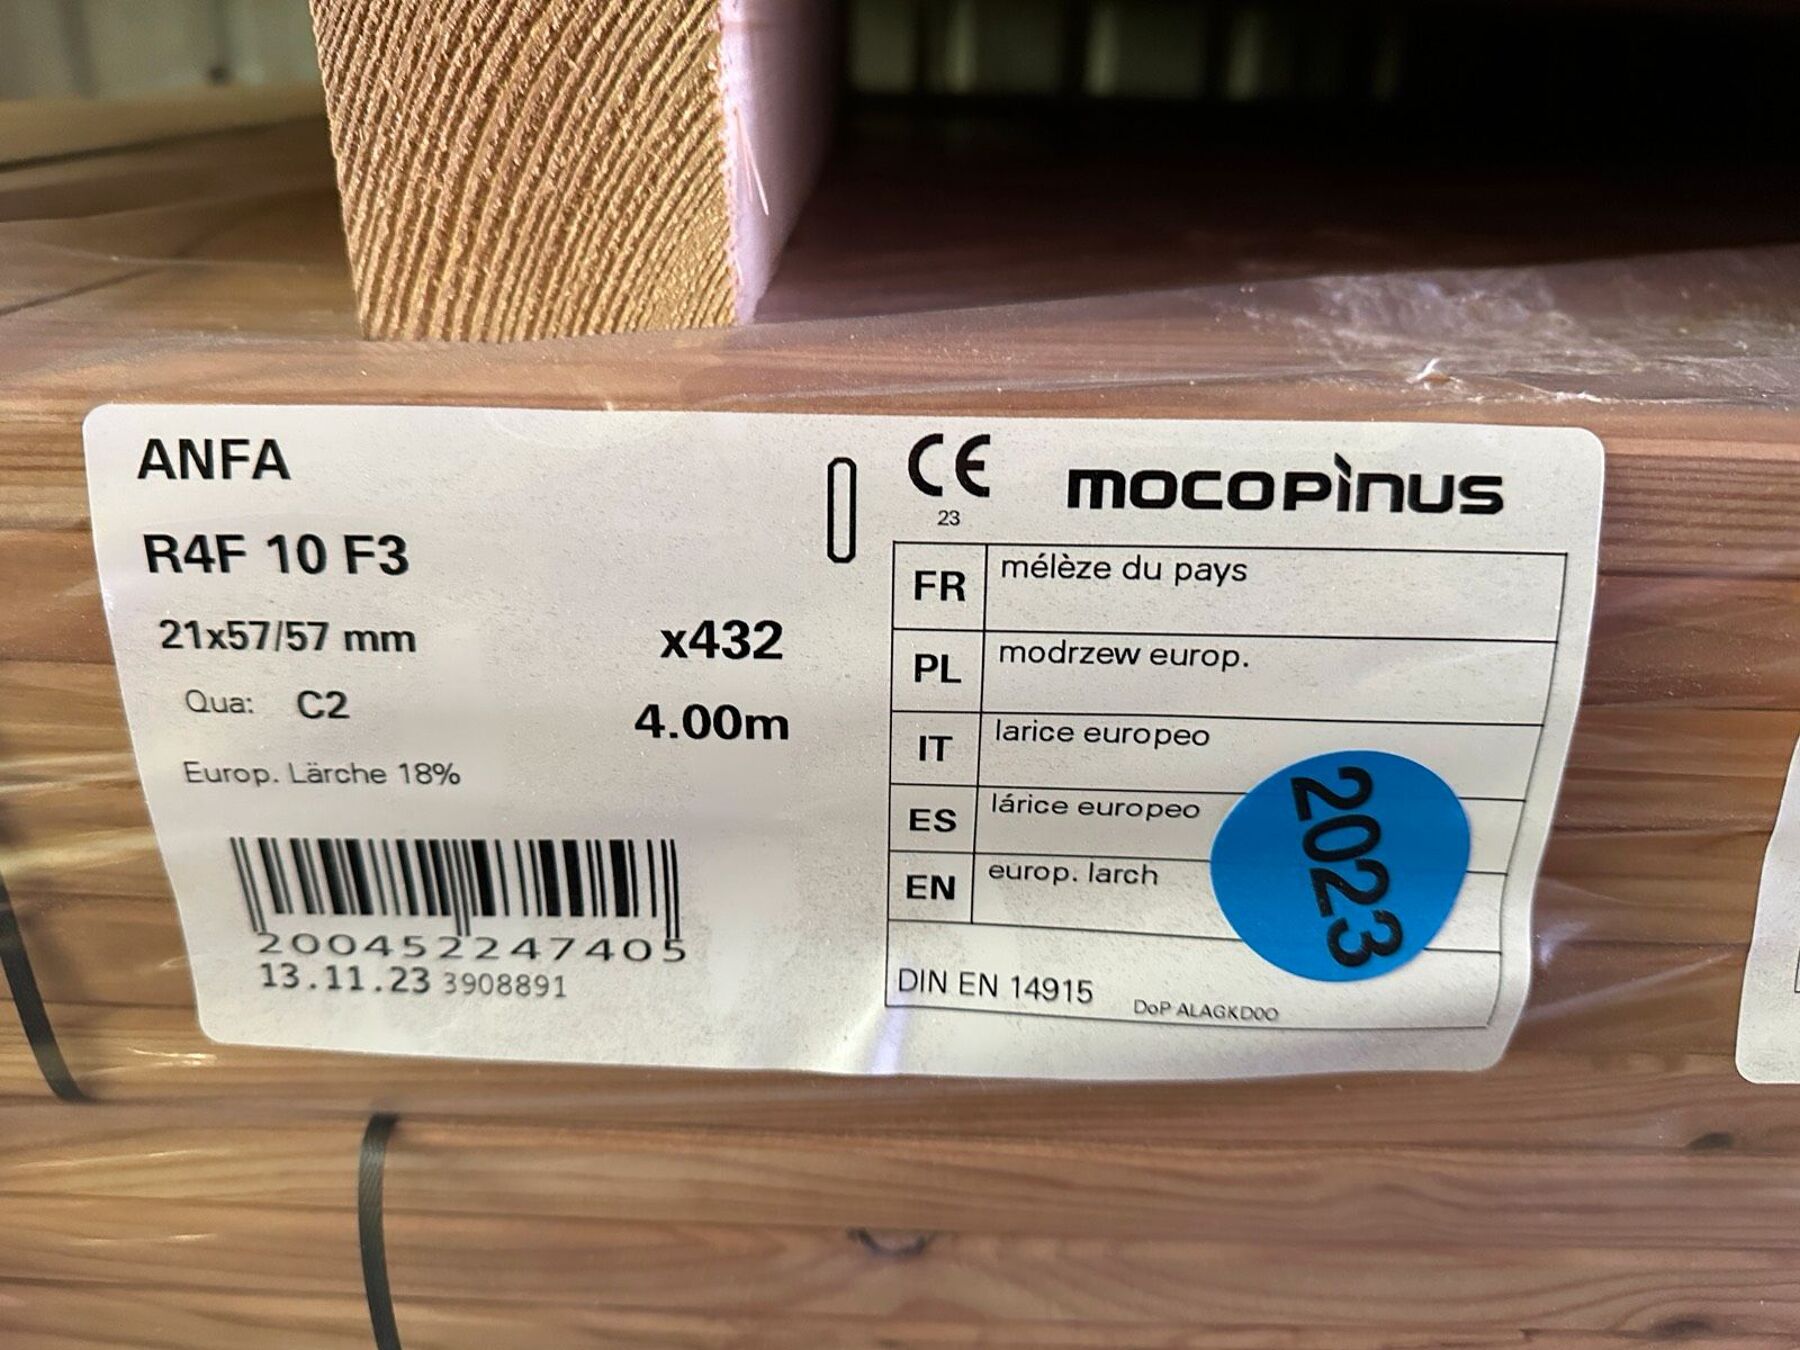 ANFA
R4F 10 F3
21x57/57 mm x432
Qua: C2 4.00m
Europ. Lärche 18%
2004522474​05
13.11.23 3908891
CE
23
mocopinus
FR mélèze du pays
PL modrzew europ.
IT larice europeo
ES lárice europeo
EN europ. larch
DIN EN 14915 DoP ALAGKD00
2023